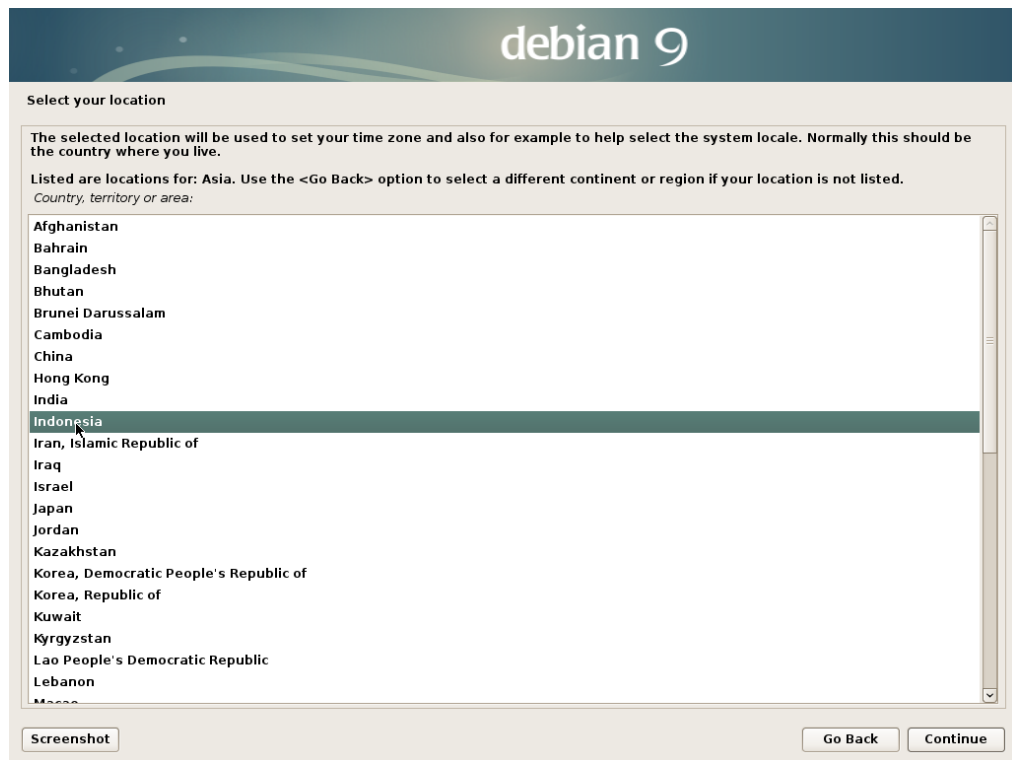 debian 9
Select your location
The selected location will be used to set your time zone and also for example to help select the system locale. Normally this should be
the country where you live.
Listed are locations for: Asia. Use the <Go Back> option to select a different continent or region if your location is not listed.
Country, territory or area:
Afghanistan
Bahrain
Bangladesh
Bhutan
Brunei Darussalam
Cambodia
China
Hong Kong
India
Indonesia
Iran, Islamic Republic of
Iraq
Israel
Japan
Jordan
Kazakhstan
Korea, Democratic People's Republic of
Korea, Republic of
Kuwait
Kyrgyzstan
Lao People's Democratic Republic
Lebanon
Macao
Screenshot
Go Back
Continue